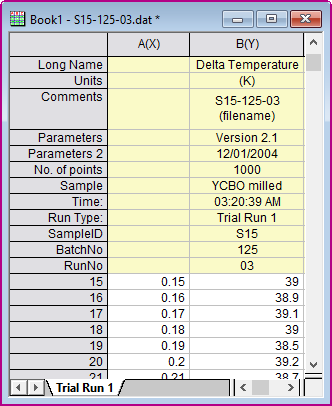 Book1 - S15-125-03.dat *
A(X) B(Y)
Long Name Delta Temperature
Units (K)
Comments S15-125-03
(filename)
Parameters Version 2.1
Parameters 2 12/01/2004
No. of points 1000
Sample YCBO milled
Time: 03:20:39 AM
Run Type: Trial Run 1
SampleID S15
BatchNo 125
RunNo 03
15 0.15 39
16 0.16 38.9
17 0.17 39.1
18 0.18 39
19 0.19 38.5
20 0.2 39.2
21 0.21 38.7
Trial Run 1